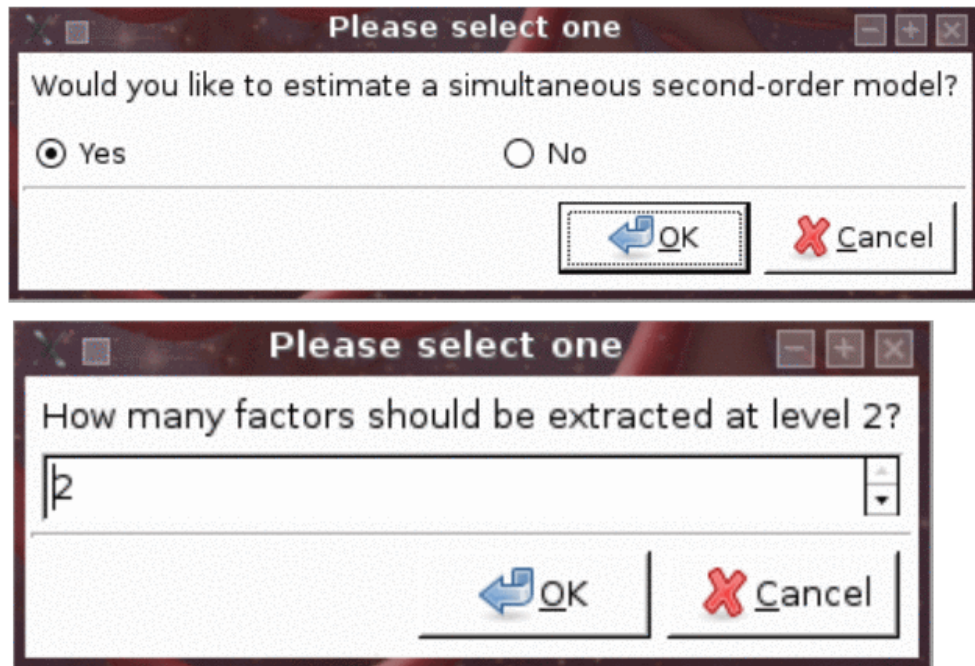 Please select one
Would you like to estimate a simultaneous second-order model?
Yes No
OK Cancel
Please select one
How many factors should be extracted at level 2?
2
OK Cancel